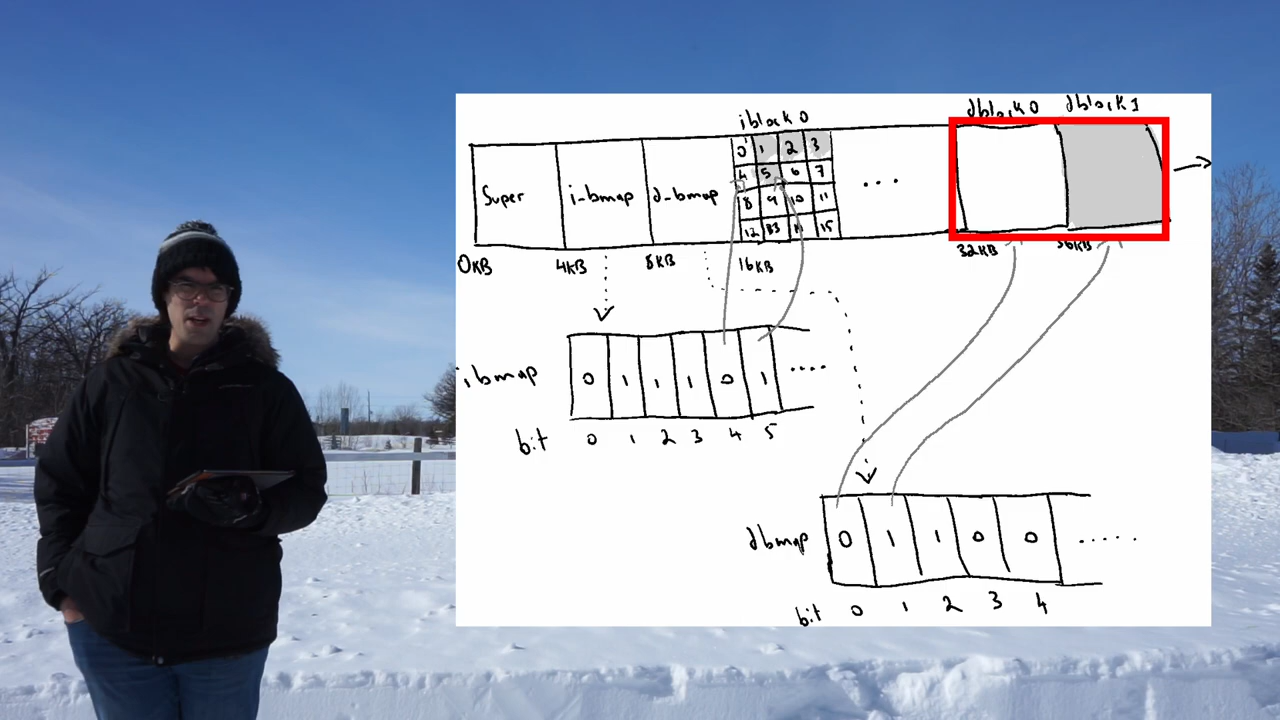 iblock 0 dblock 0 dblock 1
Super i-bmap d-bmap
0 1 2 3
4 5 6 7
8 9 10 11
12 15
...
0KB 4KB 8KB 16KB 32KB 36KB
ibmap 0 1 1 1 0 1 ....
bit 0 1 2 3 4 5
dbmap 0 1 1 0 0 .....
bit 0 1 2 3 4